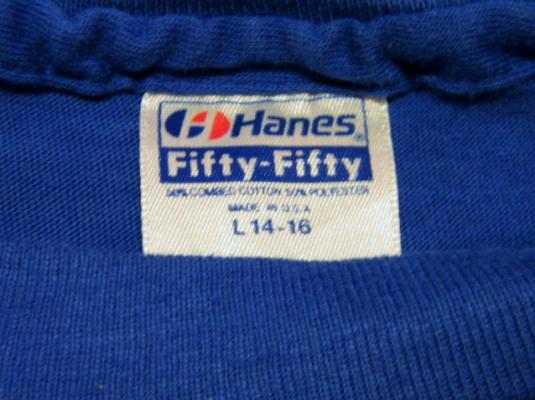 Hanes®
Fifty-Fifty
50% COMBED COTTON 50% POLYESTER
MADE IN U.S.A
L 14-16